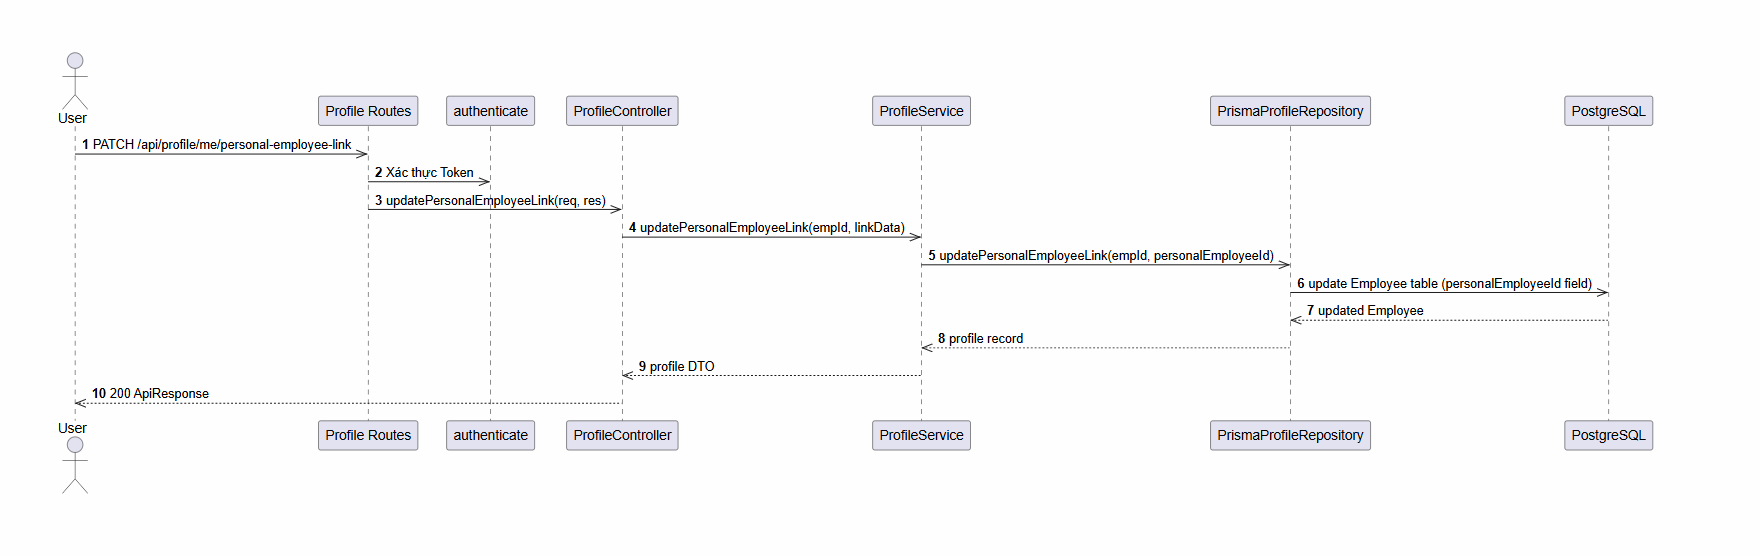 User
Profile Routes
authenticate
ProfileController
ProfileService
PrismaProfileRepository
PostgreSQL
1 PATCH /api/profile/me/personal-employee-link
2 Xác thực Token
3 updatePersonalEmployeeLink(req, res)
4 updatePersonalEmployeeLink(empId, linkData)
5 updatePersonalEmployeeLink(empId, personalEmployeeId)
6 update Employee table (personalEmployeeId field)
7 updated Employee
8 profile record
9 profile DTO
10 200 ApiResponse
User
Profile Routes
authenticate
ProfileController
ProfileService
PrismaProfileRepository
PostgreSQL